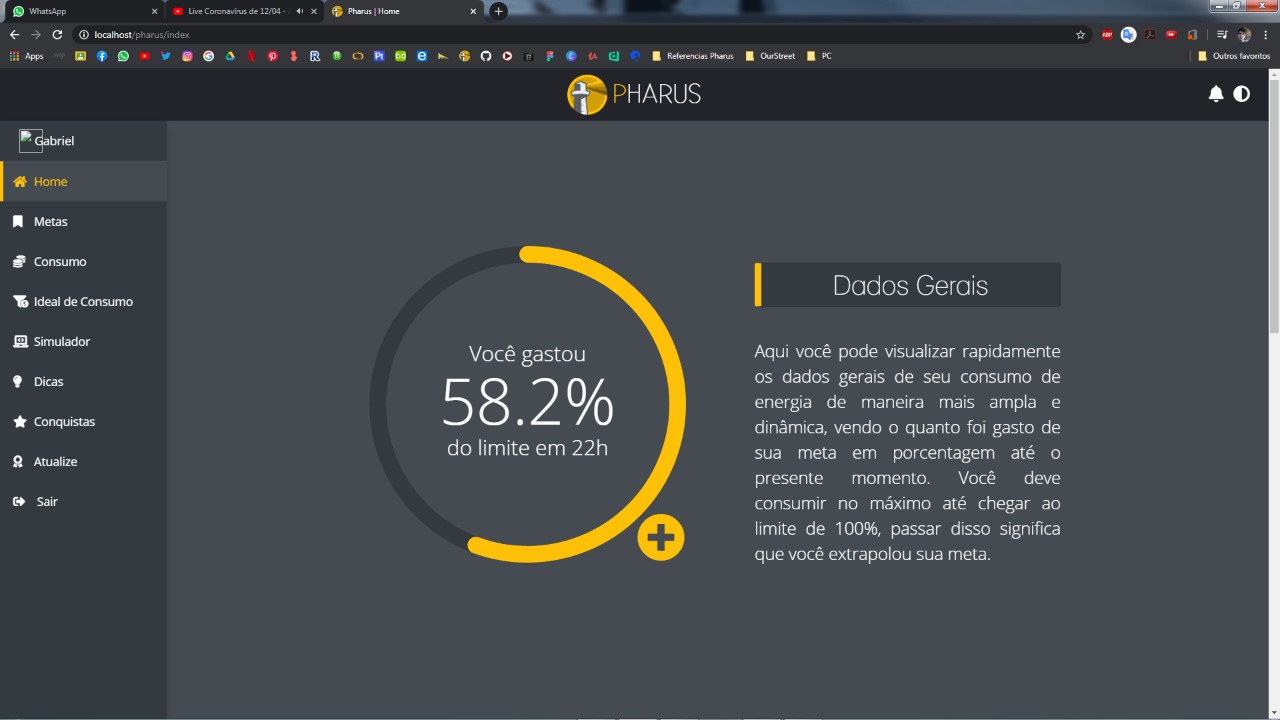 WhatsApp
Live Coronavírus de 12/04 -
Pharus | Home
localhost/pharus/index
Apps
Referencias Pharus
OurStreet
PC
Outros favoritos
PHARUS
Gabriel
Home
Metas
Consumo
Ideal de Consumo
Simulador
Dicas
Conquistas
Atualize
Sair
Você gastou
58.2%
do limite em 22h
Dados Gerais
Aqui você pode visualizar rapidamente
os dados gerais de seu consumo de
energia de maneira mais ampla e
dinâmica, vendo o quanto foi gasto de
sua meta em porcentagem até o
presente momento. Você deve
consumir no máximo até chegar ao
limite de 100%, passar disso significa
que você extrapolou sua meta.